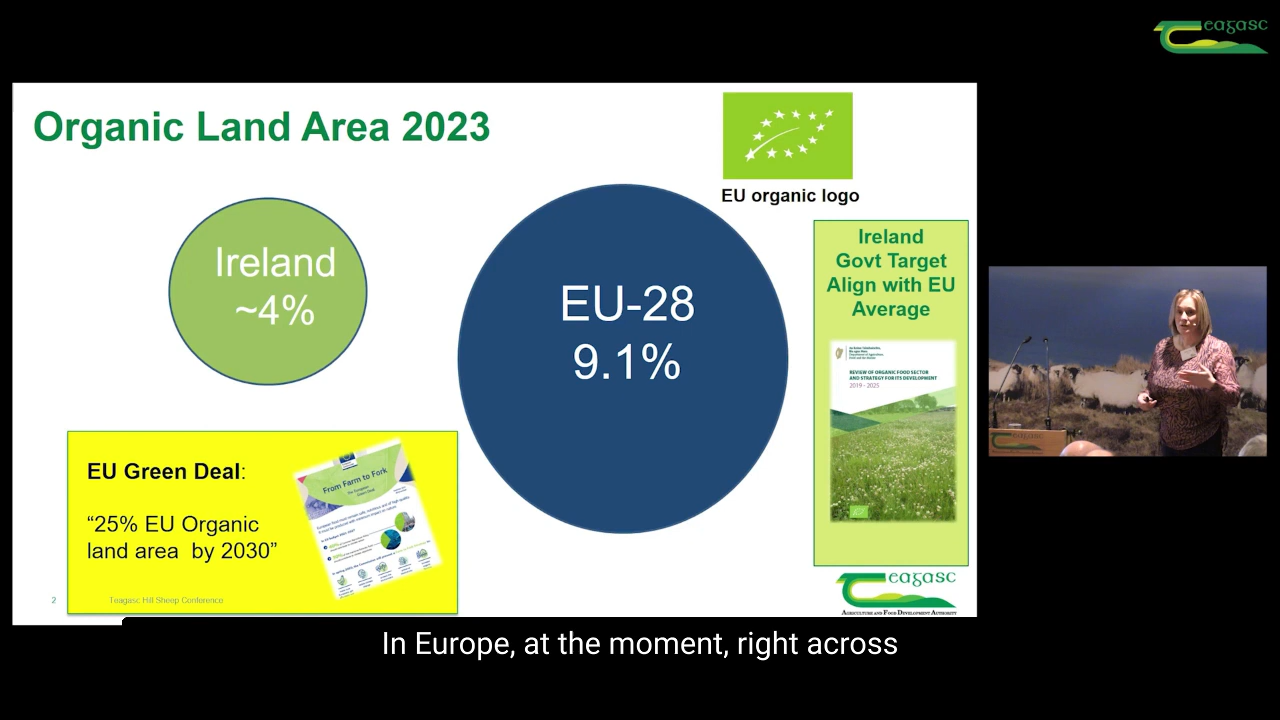 eagasc
Organic Land Area 2023
EU organic logo
Ireland
~4%
EU-28
9.1%
Ireland
Govt Target
Align with EU
Average
REVIEW OF ORGANIC FOOD SECTOR
AND STRATEGY FOR ITS DEVELOPMENT
2019 - 2025
EU Green Deal:
“25% EU Organic
land area by 2030”
From Farm to Fork
2
Teagasc Hill Sheep Conference
eagasc
AGRICULTURE AND FOOD DEVELOPMENT AUTHORITY
eagasc
In Europe, at the moment, right across